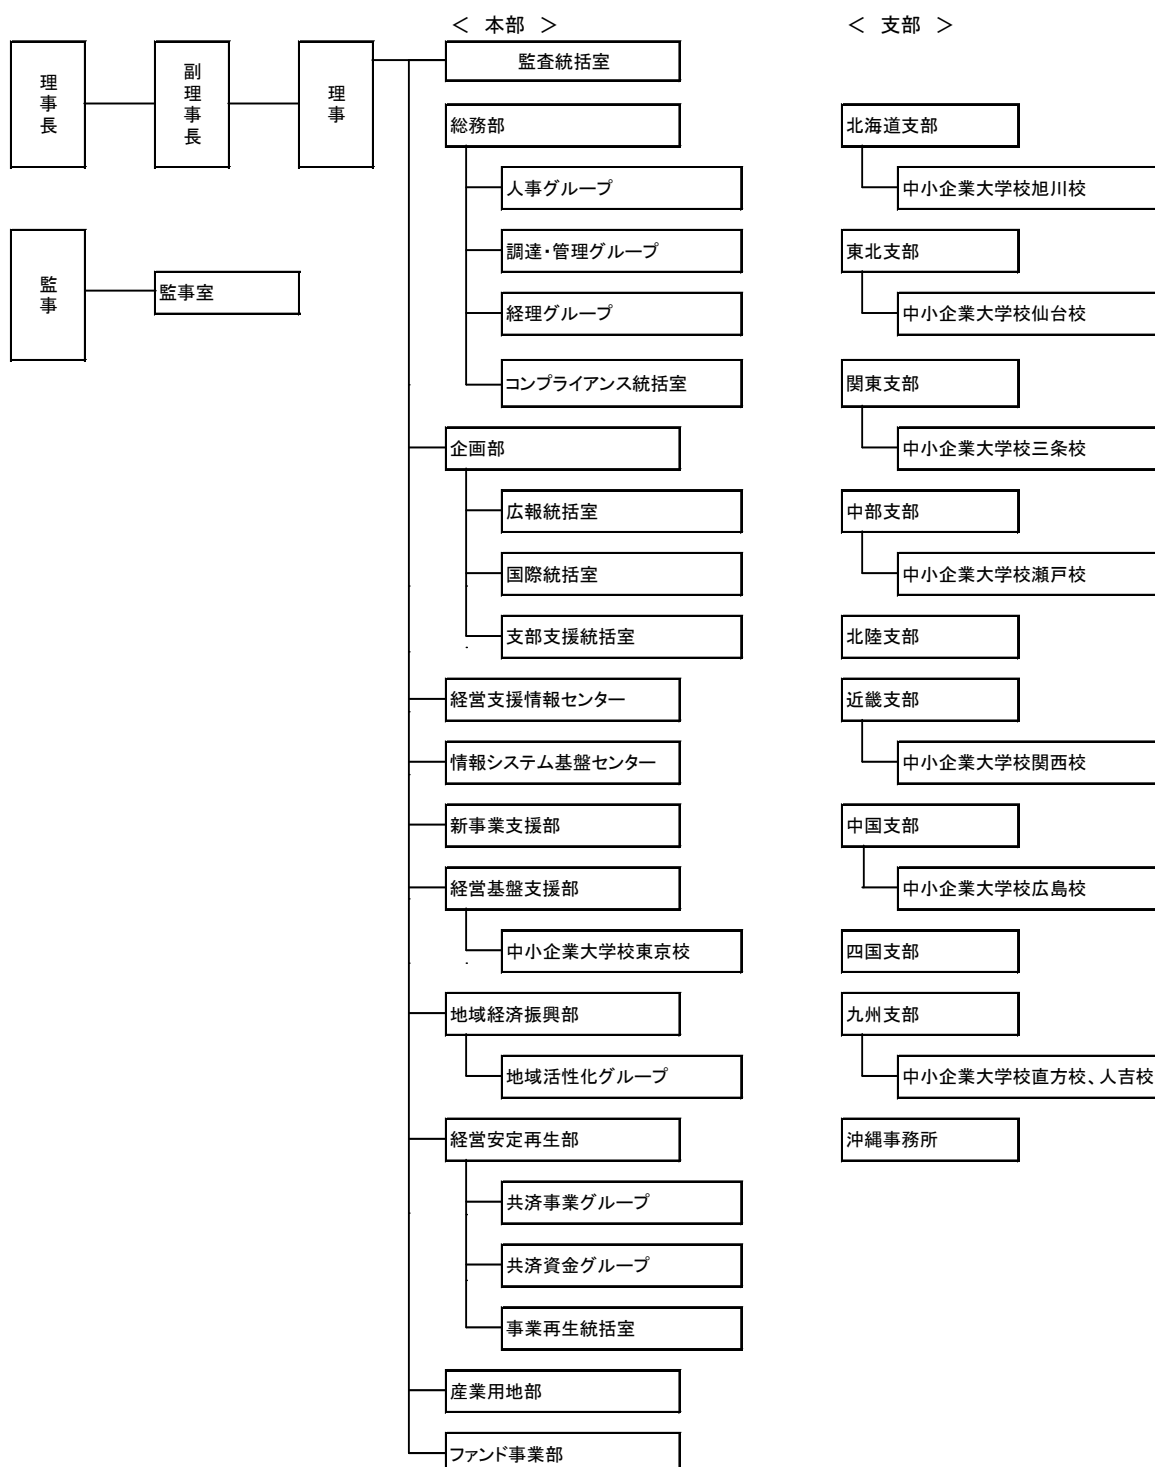 ＜ 本部 ＞
＜ 支部 ＞
理事長
副理事長
理事
監事
監事室
監査統括室
総務部
人事グループ
調達・管理グループ
経理グループ
コンプライアンス統括室
企画部
広報統括室
国際統括室
支部支援統括室
経営支援情報センター
情報システム基盤センター
新事業支援部
経営基盤支援部
中小企業大学校東京校
地域経済振興部
地域活性化グループ
経営安定再生部
共済事業グループ
共済資金グループ
事業再生統括室
産業用地部
ファンド事業部
北海道支部
中小企業大学校旭川校
東北支部
中小企業大学校仙台校
関東支部
中小企業大学校三条校
中部支部
中小企業大学校瀬戸校
北陸支部
近畿支部
中小企業大学校関西校
中国支部
中小企業大学校広島校
四国支部
九州支部
中小企業大学校直方校、人吉校
沖縄事務所